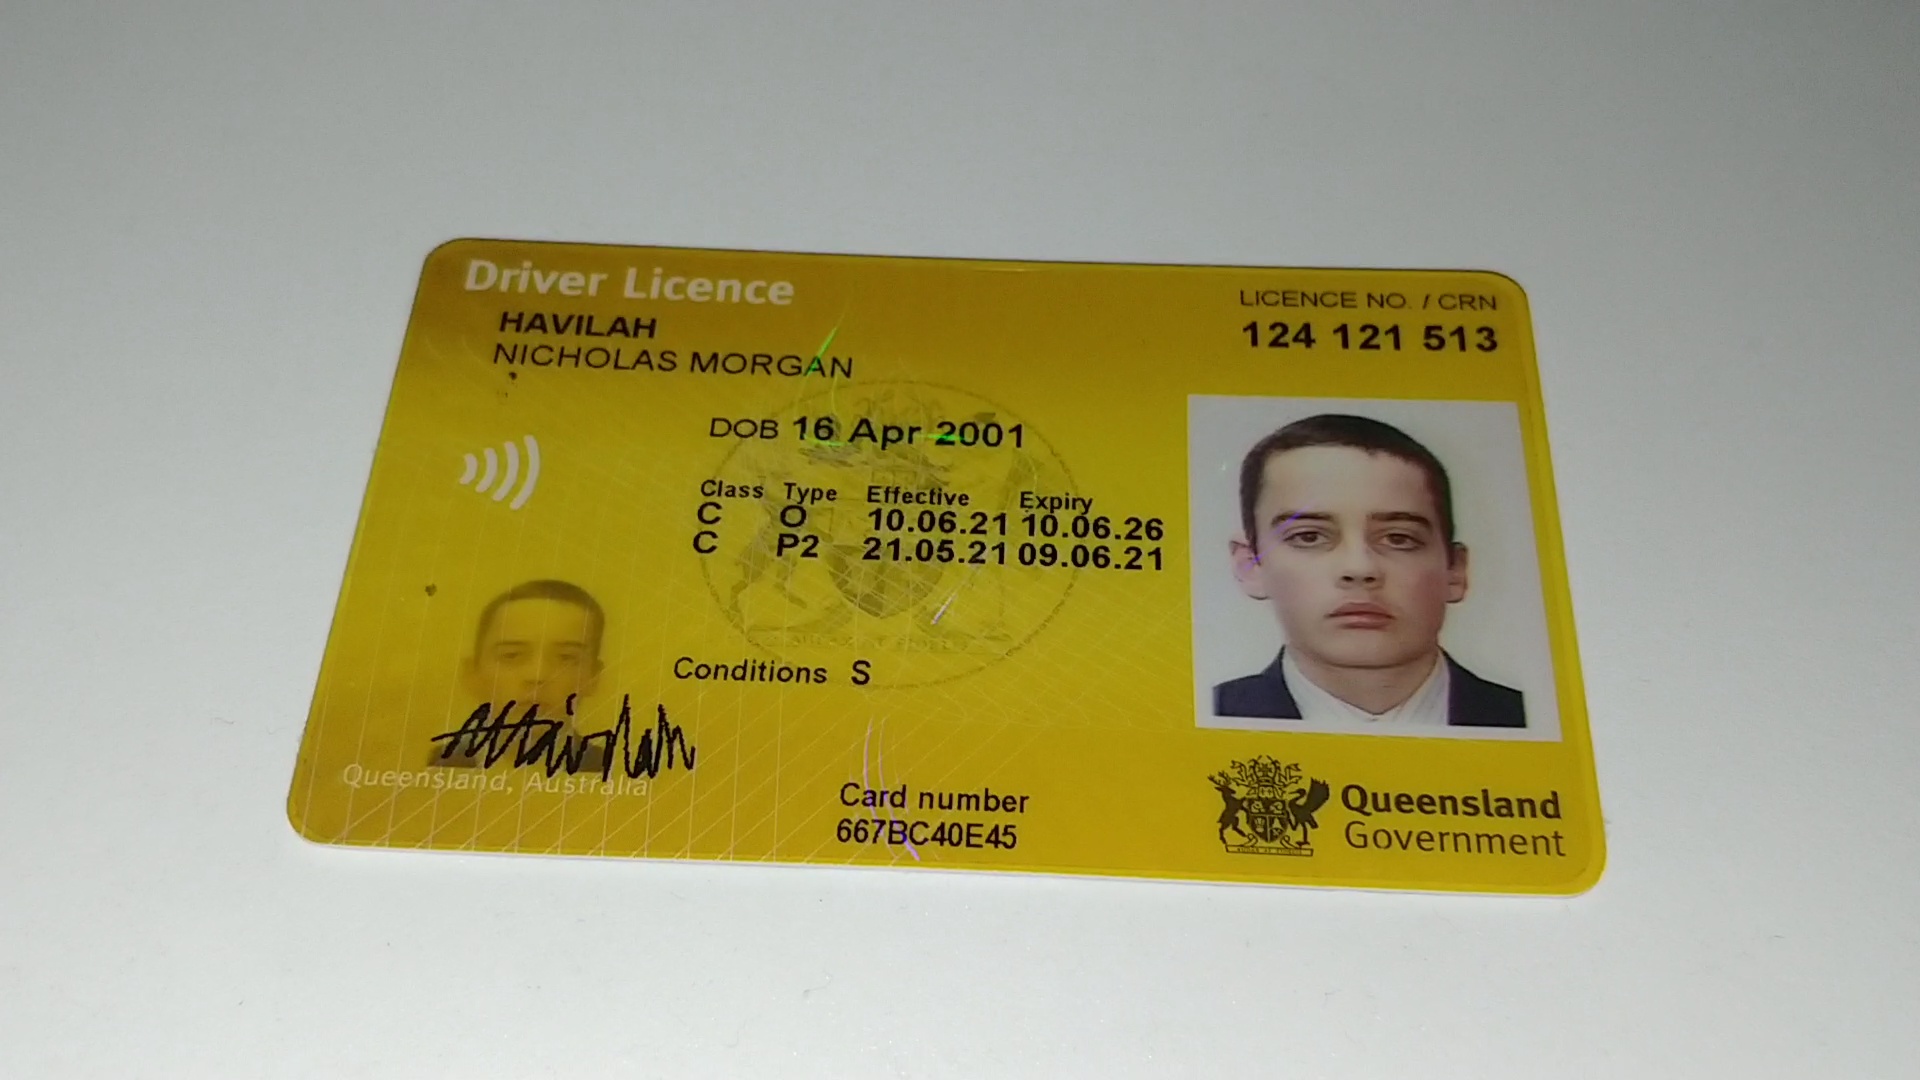 Driver Licence
HAVILAH
NICHOLAS MORGAN
LICENCE NO. / CRN
124 121 513
DOB 16 Apr 2001
Class Type Effective Expiry
C O 10.06.21 10.06.26
C P2 21.05.21 09.06.21
Conditions S
Queensland, Australia
Card number
667BC40E45
Queensland
Government